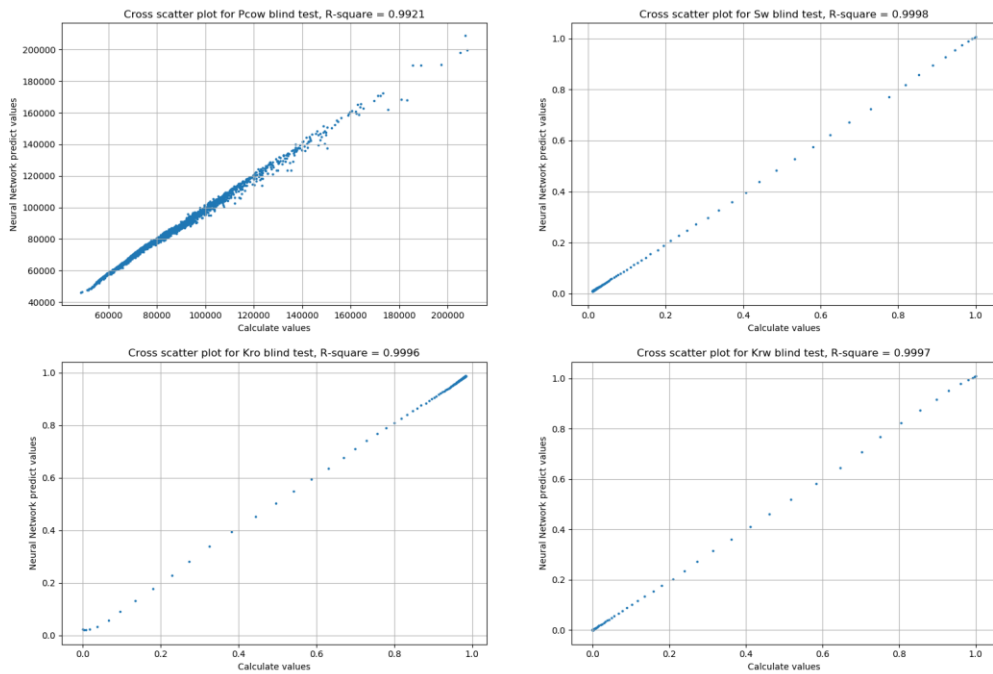 Cross scatter plot for Pcow blind test, R-square = 0.9921
Neural Network predict values
200000
180000
160000
140000
120000
100000
80000
60000
40000
60000 80000 100000 120000 140000 160000 180000 200000
Calculate values
Cross scatter plot for Sw blind test, R-square = 0.9998
Neural Network predict values
1.0
0.8
0.6
0.4
0.2
0.0
0.0 0.2 0.4 0.6 0.8 1.0
Calculate values
Cross scatter plot for Kro blind test, R-square = 0.9996
Neural Network predict values
1.0
0.8
0.6
0.4
0.2
0.0
0.0 0.2 0.4 0.6 0.8 1.0
Calculate values
Cross scatter plot for Krw blind test, R-square = 0.9997
Neural Network predict values
1.0
0.8
0.6
0.4
0.2
0.0
0.0 0.2 0.4 0.6 0.8 1.0
Calculate values